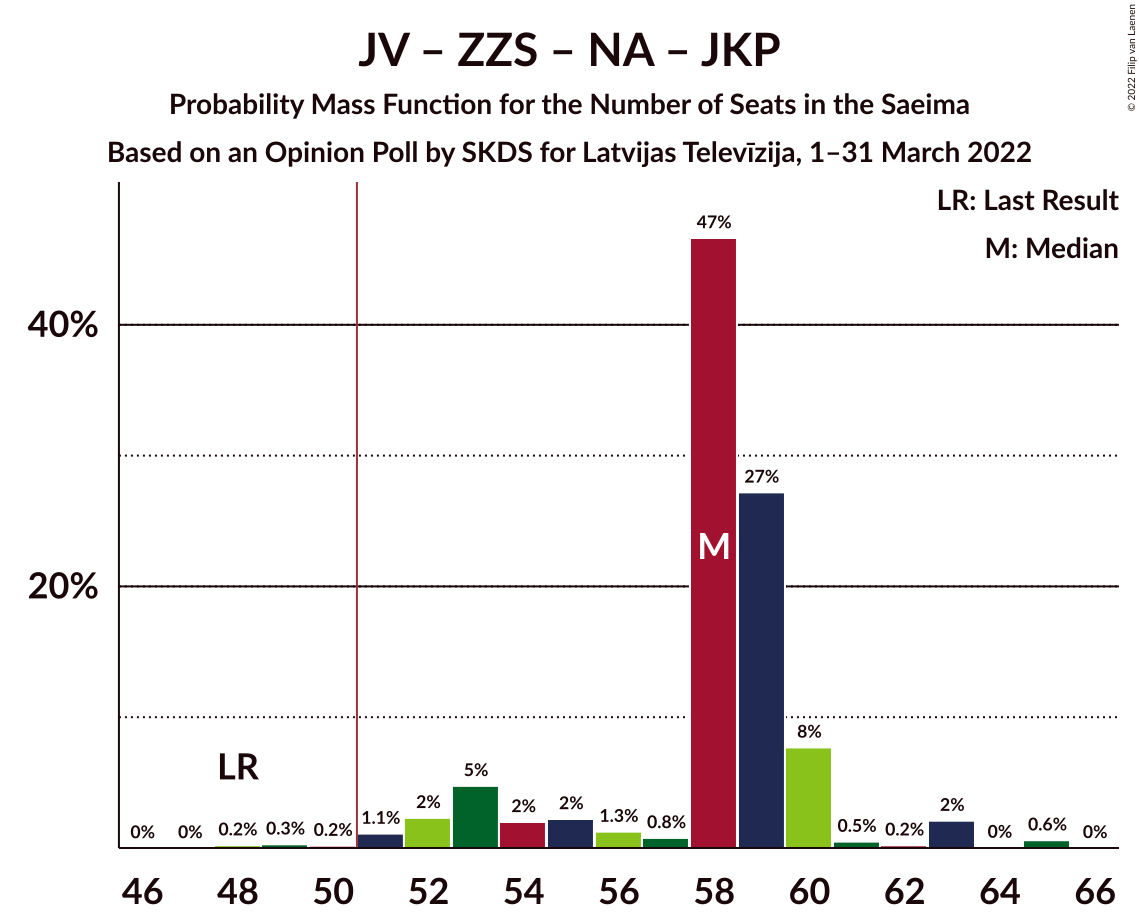 JV – ZZS – NA – JKP
Probability Mass Function for the Number of Seats in the Saeima
Based on an Opinion Poll by SKDS for Latvijas Televīzija, 1–31 March 2022
© 2022 Filip van Laenen
LR: Last Result
M: Median
47%
40%
27%
M
20%
8%
LR
5%
2%
2%
2%
2%
1.1%
1.3%
0.8%
0%
0%
0.2%
0.3%
0.2%
0.5%
0.2%
0%
0.6%
0%
46 48 50 52 54 56 58 60 62 64 66